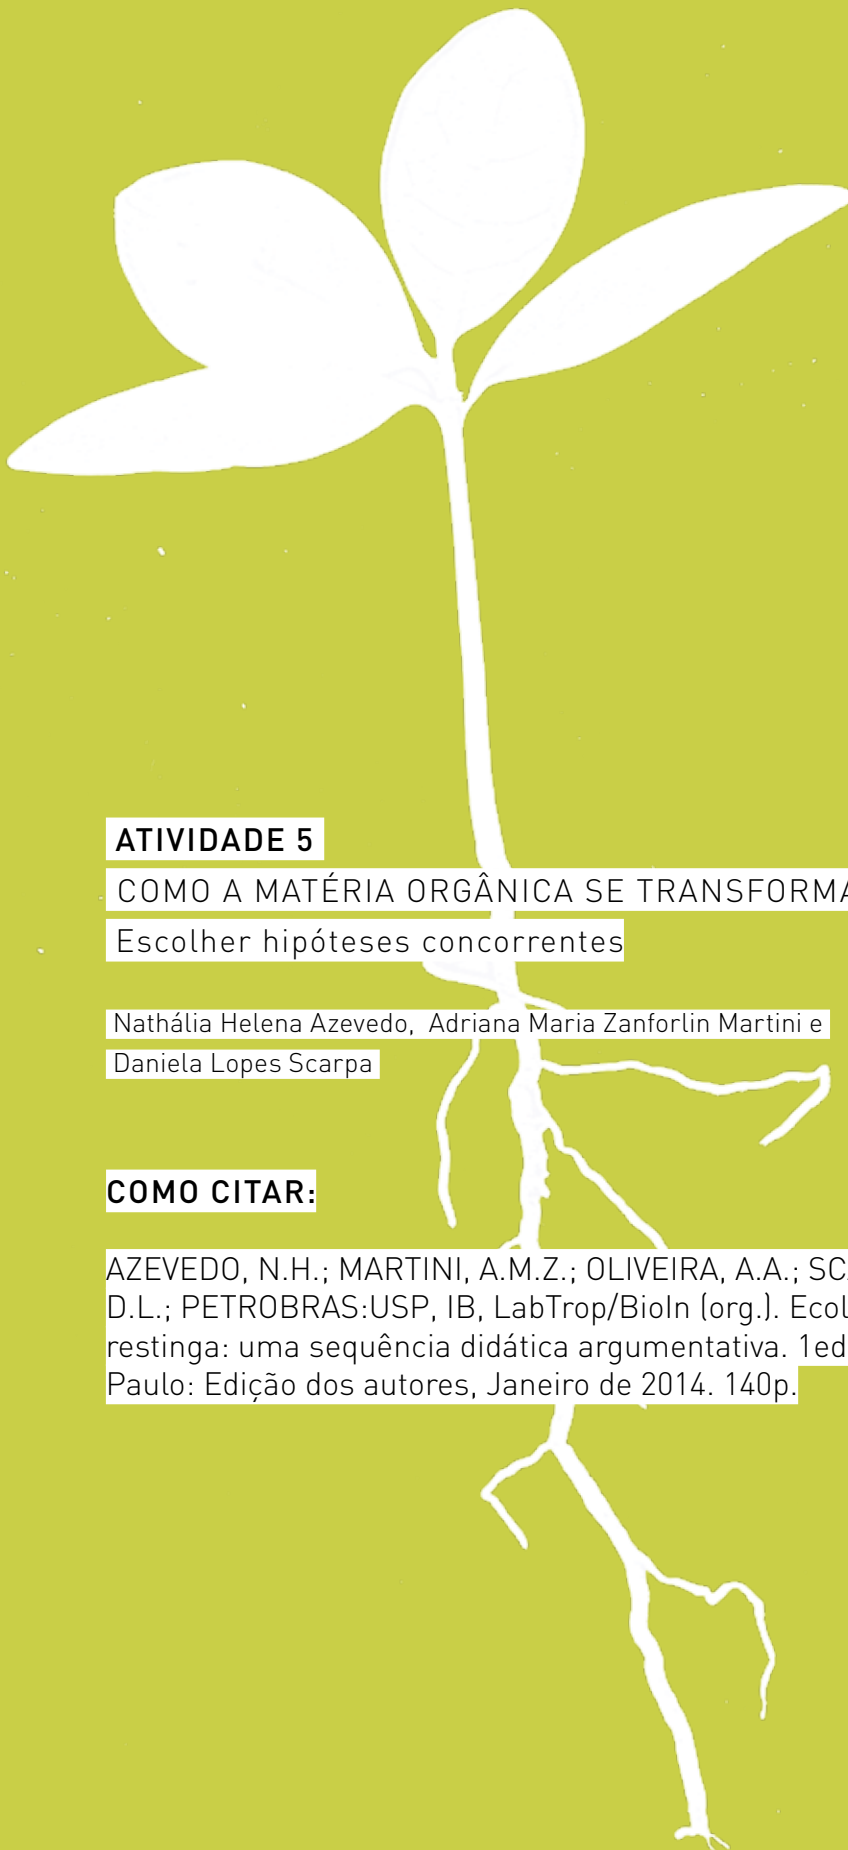 ATIVIDADE 5
COMO A MATÉRIA ORGÂNICA SE TRANSFORMA
Escolher hipóteses concorrentes
Nathália Helena Azevedo, Adriana Maria Zanforlin Martini e
Daniela Lopes Scarpa
COMO CITAR:
AZEVEDO, N.H.; MARTINI, A.M.Z.; OLIVEIRA, A.A.; SC
D.L.; PETROBRAS:USP, IB, LabTrop/BioIn (org.). Ecol
restinga: uma sequência didática argumentativa. 1ed
Paulo: Edição dos autores, Janeiro de 2014. 140p.